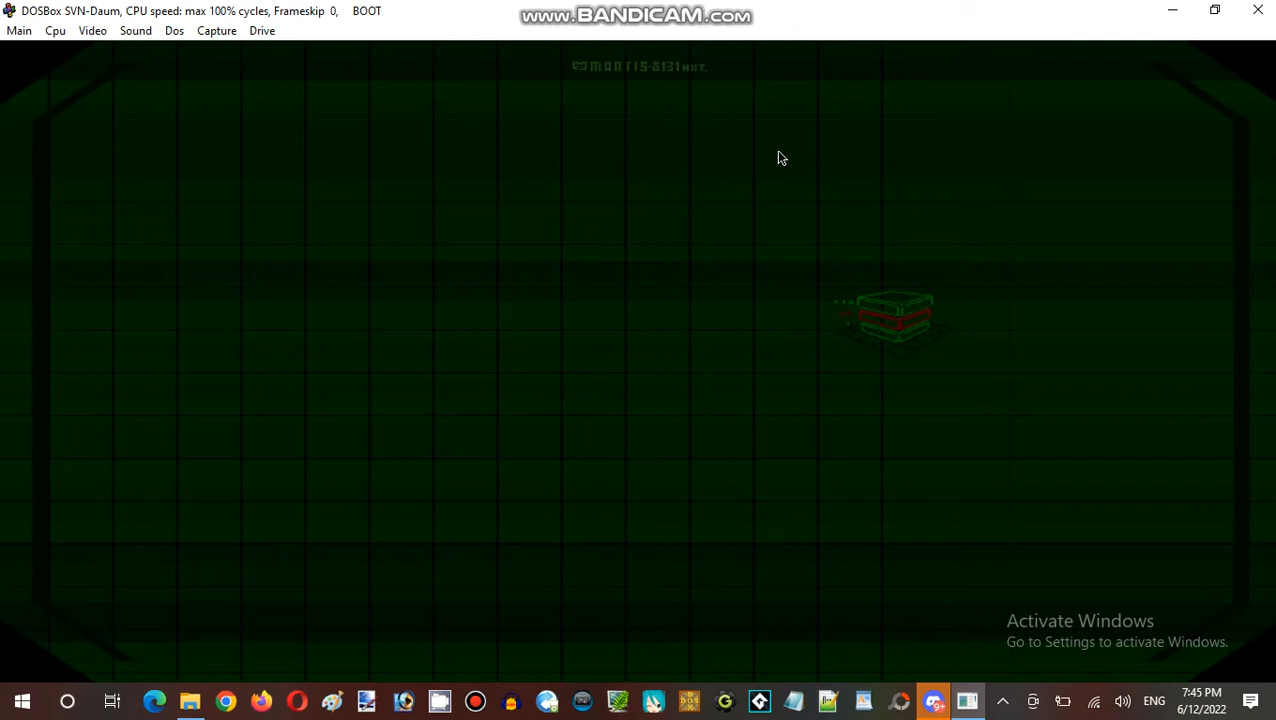 DOSBox SVN-Daum, CPU speed: max 100% cycles, Frameskip 0, BOOT
www.BANDICAM.com
Main Cpu Video Sound Dos Capture Drive
Activate Windows
Go to Settings to activate Windows.
ENG
7:45 PM
6/12/2022